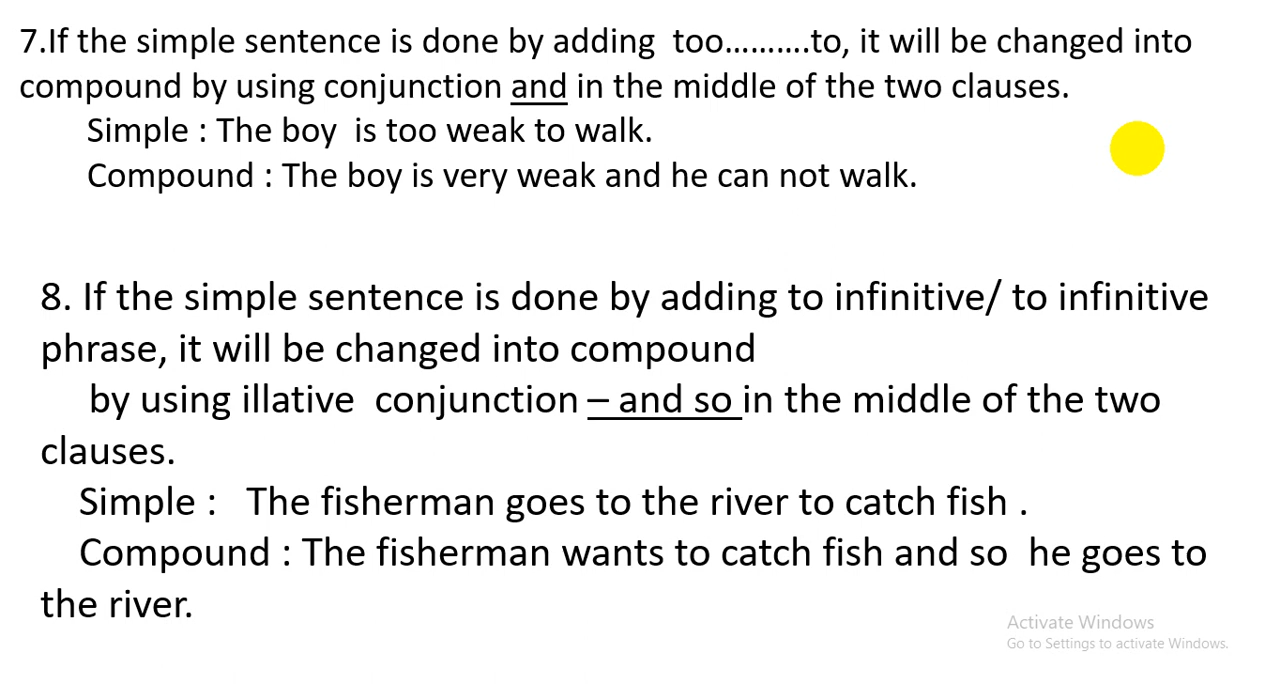 7.If the simple sentence is done by adding  too..........to, it will be changed into
compound by using conjunction and in the middle of the two clauses.
Simple : The boy  is too weak to walk.
Compound : The boy is very weak and he can not walk.
8. If the simple sentence is done by adding to infinitive/ to infinitive
phrase, it will be changed into compound
by using illative  conjunction – and so in the middle of the two
clauses.
Simple :   The fisherman goes to the river to catch fish .
Compound : The fisherman wants to catch fish and so  he goes to
the river.
Activate Windows
Go to Settings to activate Windows.